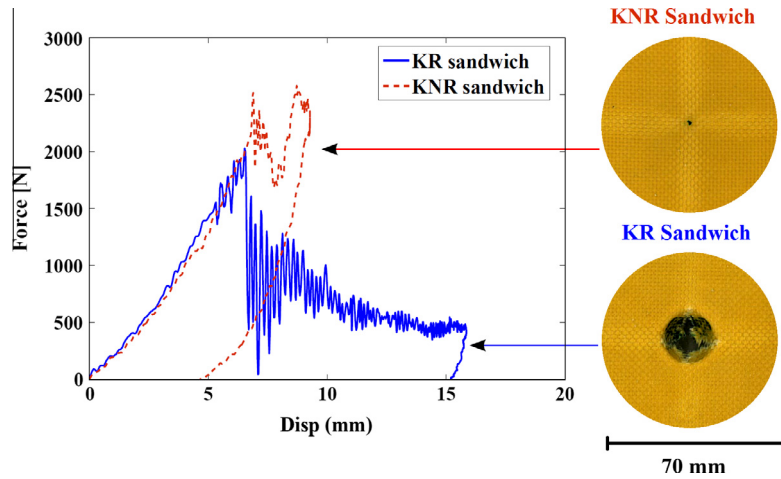 KNR Sandwich
3000
2500
2000
1500
1000
500
0
Force [N]
KR sandwich
KNR sandwich
0
5
10
15
20
Disp (mm)
KR Sandwich
70 mm